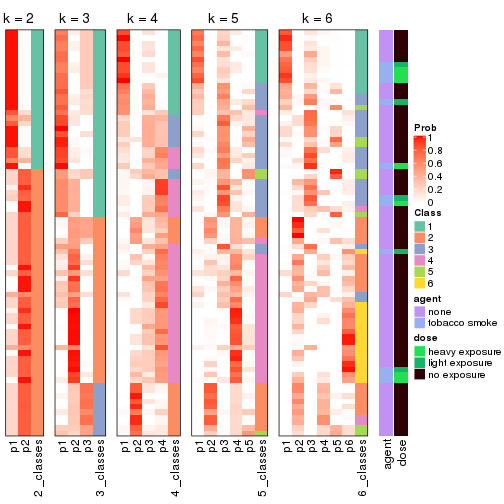 k = 2 k = 3 k = 4 k = 5 k = 6
Prob
1
0.8
0.6
0.4
0.2
0
Class
1
2
3
4
5
6
agent
none
tobacco smoke
dose
heavy exposure
light exposure
no exposure
p1 p2 2_classes p1 p2 p3 3_classes p1 p2 p3 p4 4_classes p1 p2 p3 p4 p5 5_classes p1 p2 p3 p4 p5 p6 6_classes agent dose